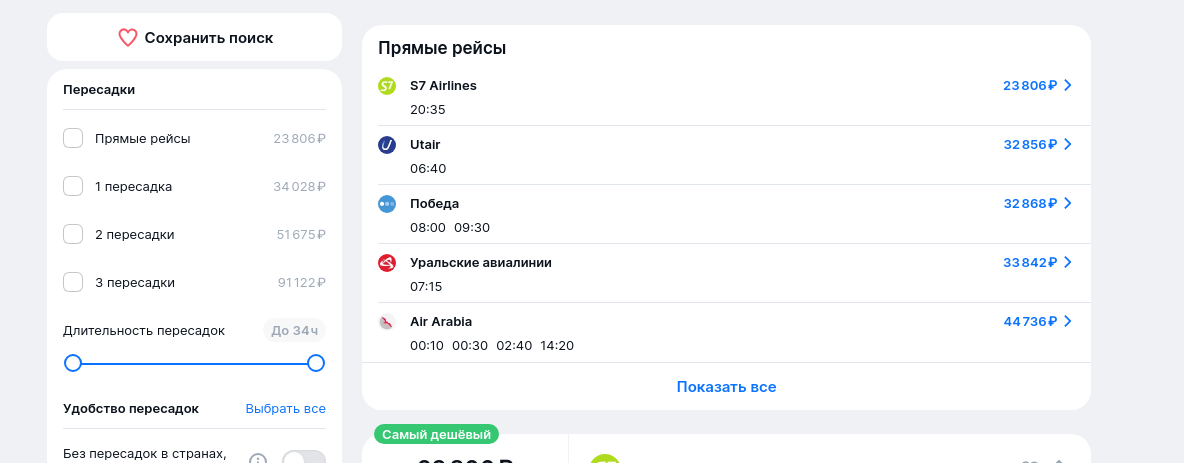 Сохранить поиск
Пересадки
Прямые рейсы 23 806 ₽
1 пересадка 34 028 ₽
2 пересадки 51 675 ₽
3 пересадки 91 122 ₽
Длительность пересадок До 34 ч
Удобство пересадок Выбрать все
Без пересадок в странах,
Прямые рейсы
S7 Airlines 23 806 ₽
20:35
Utair 32 856 ₽
06:40
Победа 32 868 ₽
08:00 09:30
Уральские авиалинии 33 842 ₽
07:15
Air Arabia 44 736 ₽
00:10 00:30 02:40 14:20
Показать все
Самый дешёвый